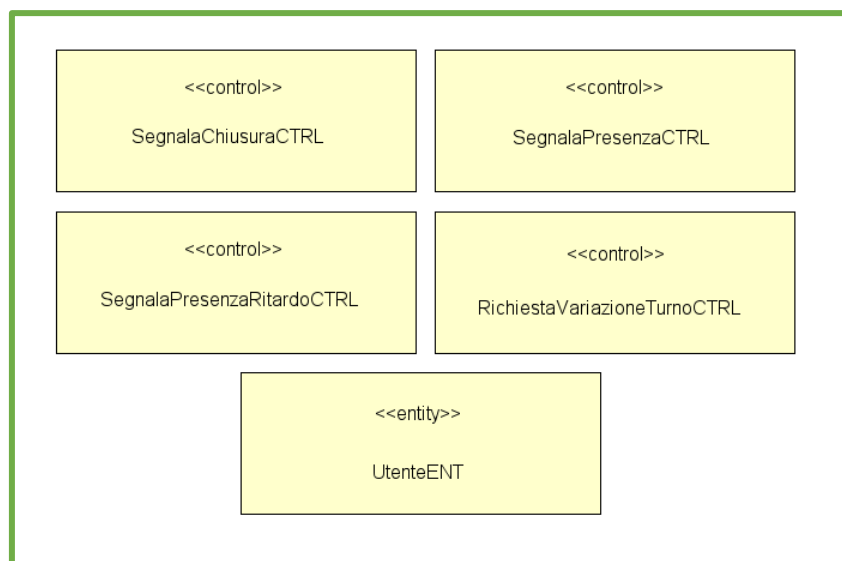 <<control>>
SegnalaChiusuraCTRL
<<control>>
SegnalaPresenzaCTRL
<<control>>
SegnalaPresenzaRitardoCTRL
<<control>>
RichiestaVariazioneTurnoCTRL
<<entity>>
UtenteENT